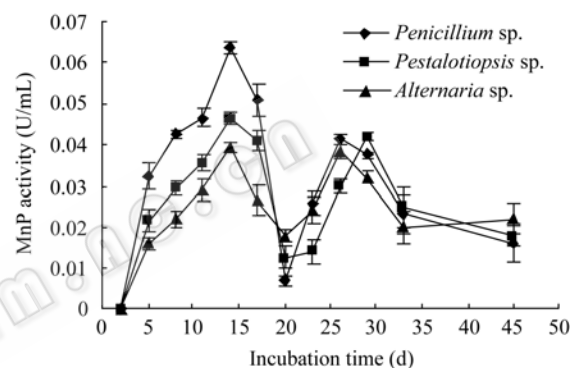 0.07
0.06
0.05
0.04
0.03
0.02
0.01
0
MnP activity (U/mL)
Penicillium sp.
Pestalotiopsis sp.
Alternaria sp.
0 5 10 15 20 25 30 35 40 45 50
Incubation time (d)